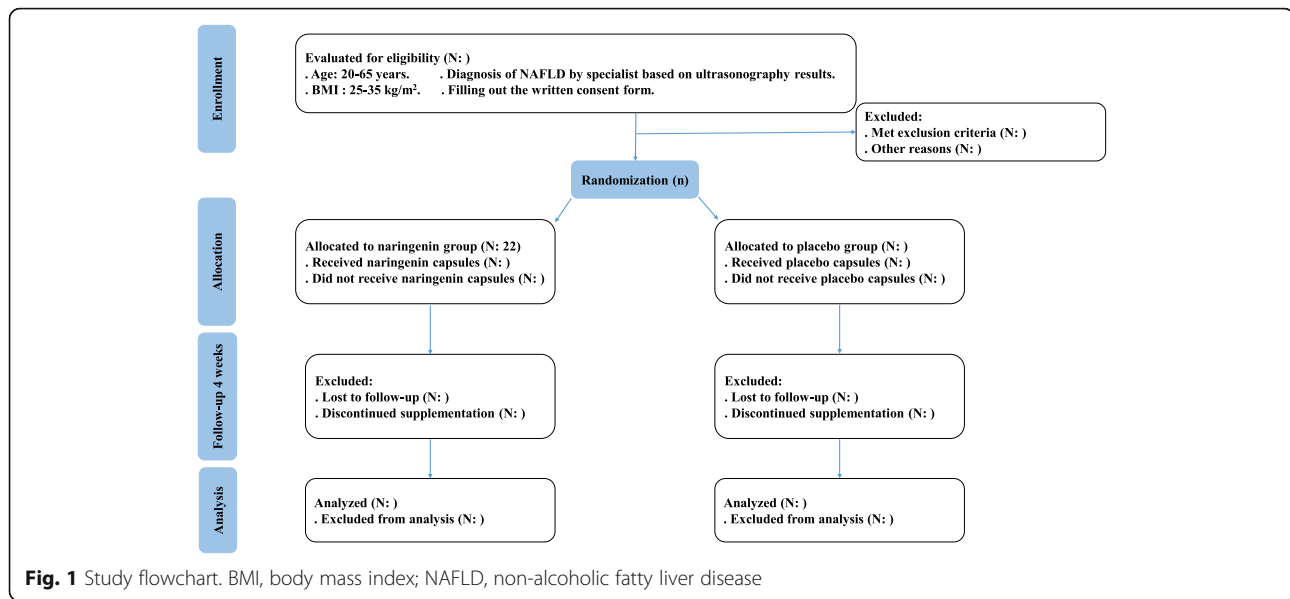 Enrollment
Evaluated for eligibility (N: )
. Age: 20-65 years. . Diagnosis of NAFLD by specialist based on ultrasonography results.
. BMI : 25-35 kg/m². . Filling out the written consent form.
Excluded:
. Met exclusion criteria (N: )
. Other reasons (N: )
Randomization (n)
Allocation
Allocated to naringenin group (N: 22)
. Received naringenin capsules (N: )
. Did not receive naringenin capsules (N: )
Allocated to placebo group (N: )
. Received placebo capsules (N: )
. Did not receive placebo capsules (N: )
Follow-up 4 weeks
Excluded:
. Lost to follow-up (N: )
. Discontinued supplementation (N: )
Excluded:
. Lost to follow-up (N: )
. Discontinued supplementation (N: )
Analysis
Analyzed (N: )
. Excluded from analysis (N: )
Analyzed (N: )
. Excluded from analysis (N: )
Fig. 1 Study flowchart. BMI, body mass index; NAFLD, non-alcoholic fatty liver disease